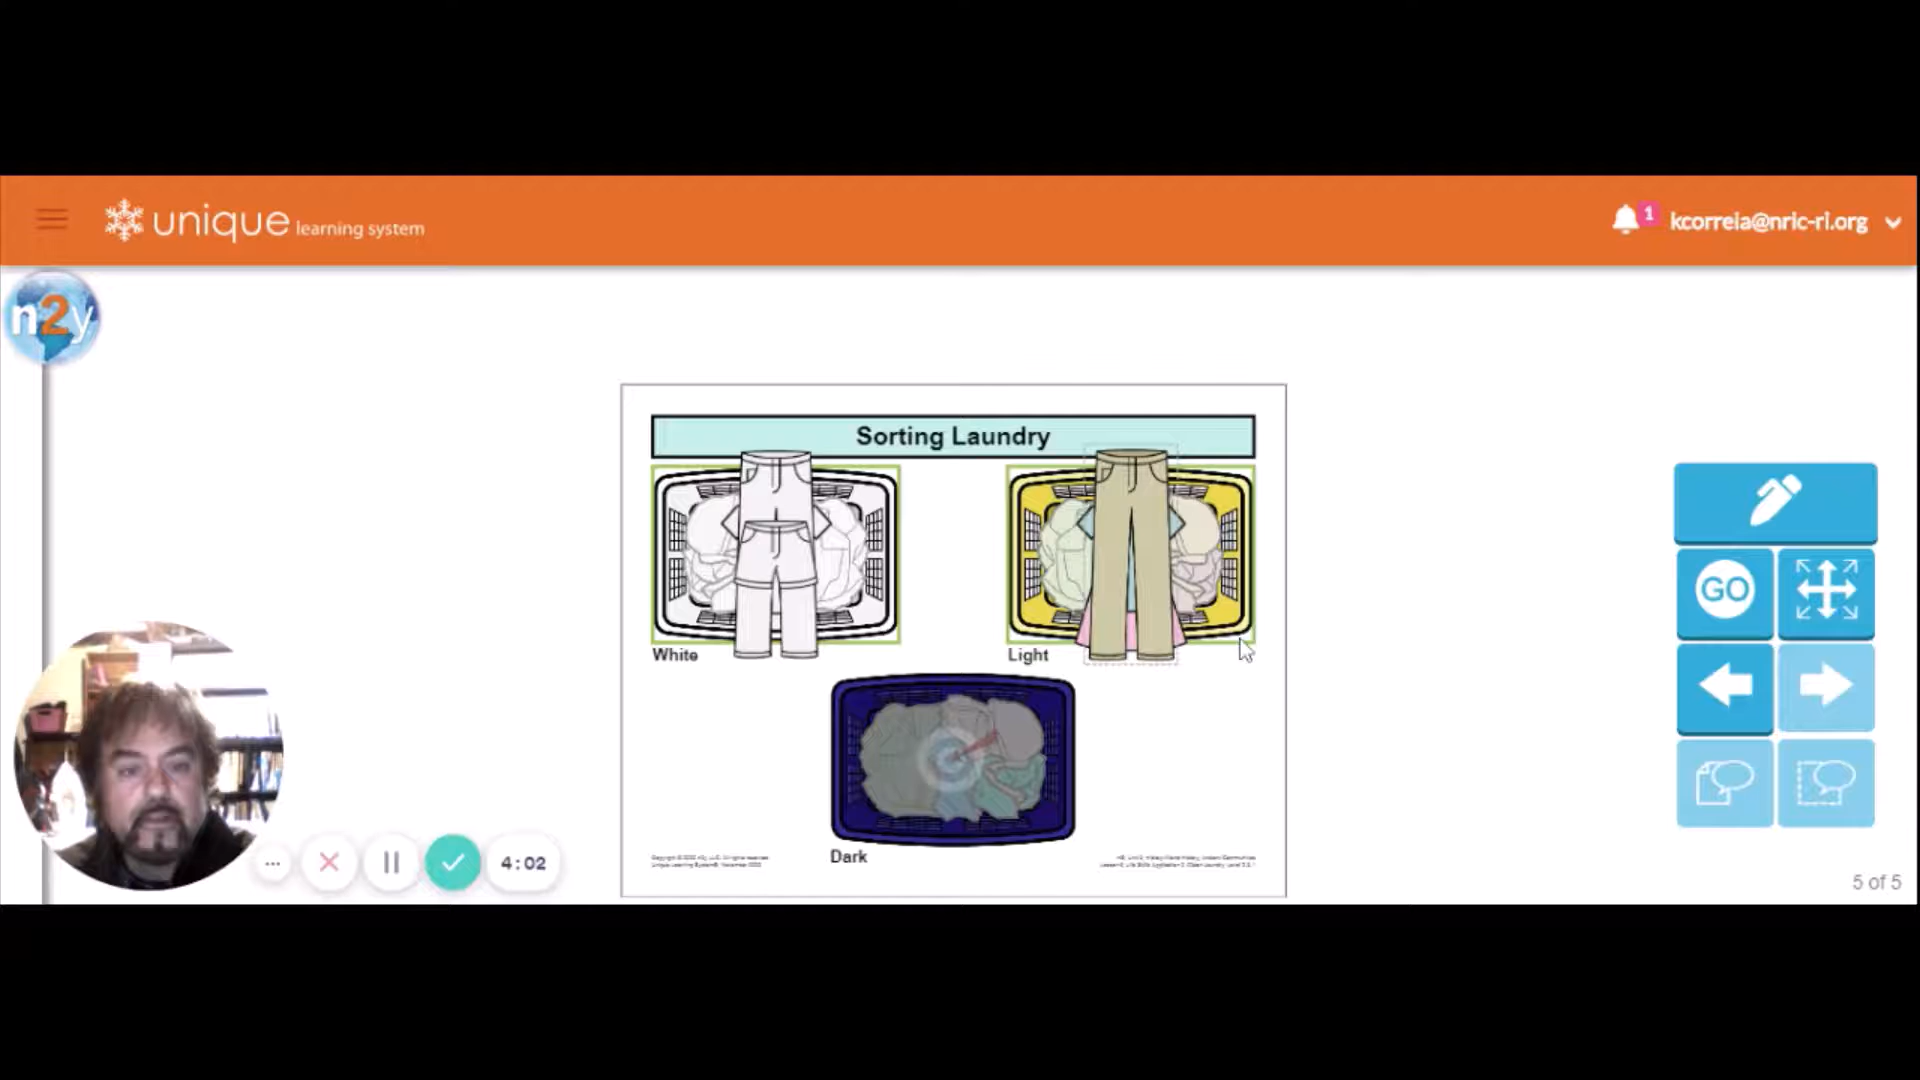 unique learning system
1
kcorreia@nric-ri.org
n2y
Sorting Laundry
White
Light
Dark
GO
4:02
5 of 5